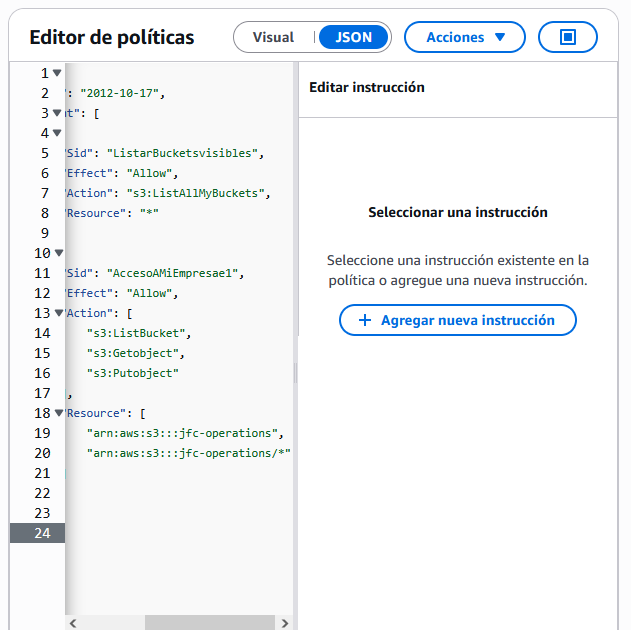 Editor de políticas
Visual
JSON
Acciones
1
2 ": "2012-10-17",
3 nt": [
4
5 "Sid": "ListarBucketsvisibles",
6 "Effect": "Allow",
7 "Action": "s3:ListAllMyBuckets",
8 "Resource": "*"
9
10
11 "Sid": "AccesoAMiEmpresae1",
12 "Effect": "Allow",
13 "Action": [
14 "s3:ListBucket",
15 "s3:Getobject",
16 "s3:Putobject"
17 ,
18 "Resource": [
19 "arn:aws:s3:::jfc-operations",
20 "arn:aws:s3:::jfc-operations/*"
21
22
23
24
Editar instrucción
Seleccionar una instrucción
Seleccione una instrucción existente en la
política o agregue una nueva instrucción.
+ Agregar nueva instrucción